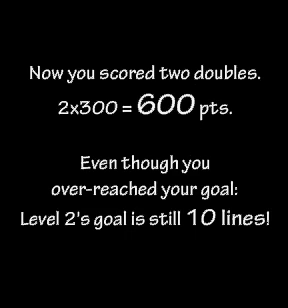 Now you scored two doubles.
2x300 = 600 pts.
Even though you
over-reached your goal:
Level 2's goal is still 10 lines!